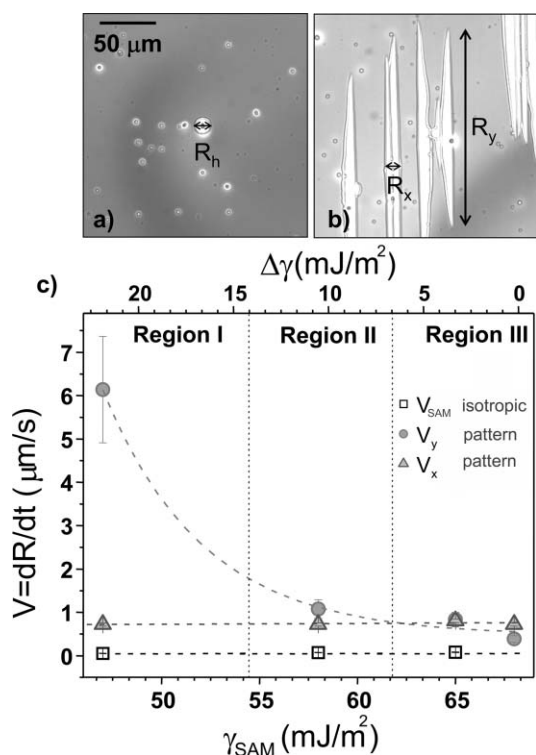 50 μm
R_h
a)
R_y
R_x
b)
Δγ(mJ/m²)
c)
20 15 10 5 0
Region I Region II Region III
V_SAM isotropic
V_y pattern
V_x pattern
7
6
5
4
3
2
1
0
V=dR/dt (μm/s)
50 55 60 65
γ_SAM (mJ/m²)